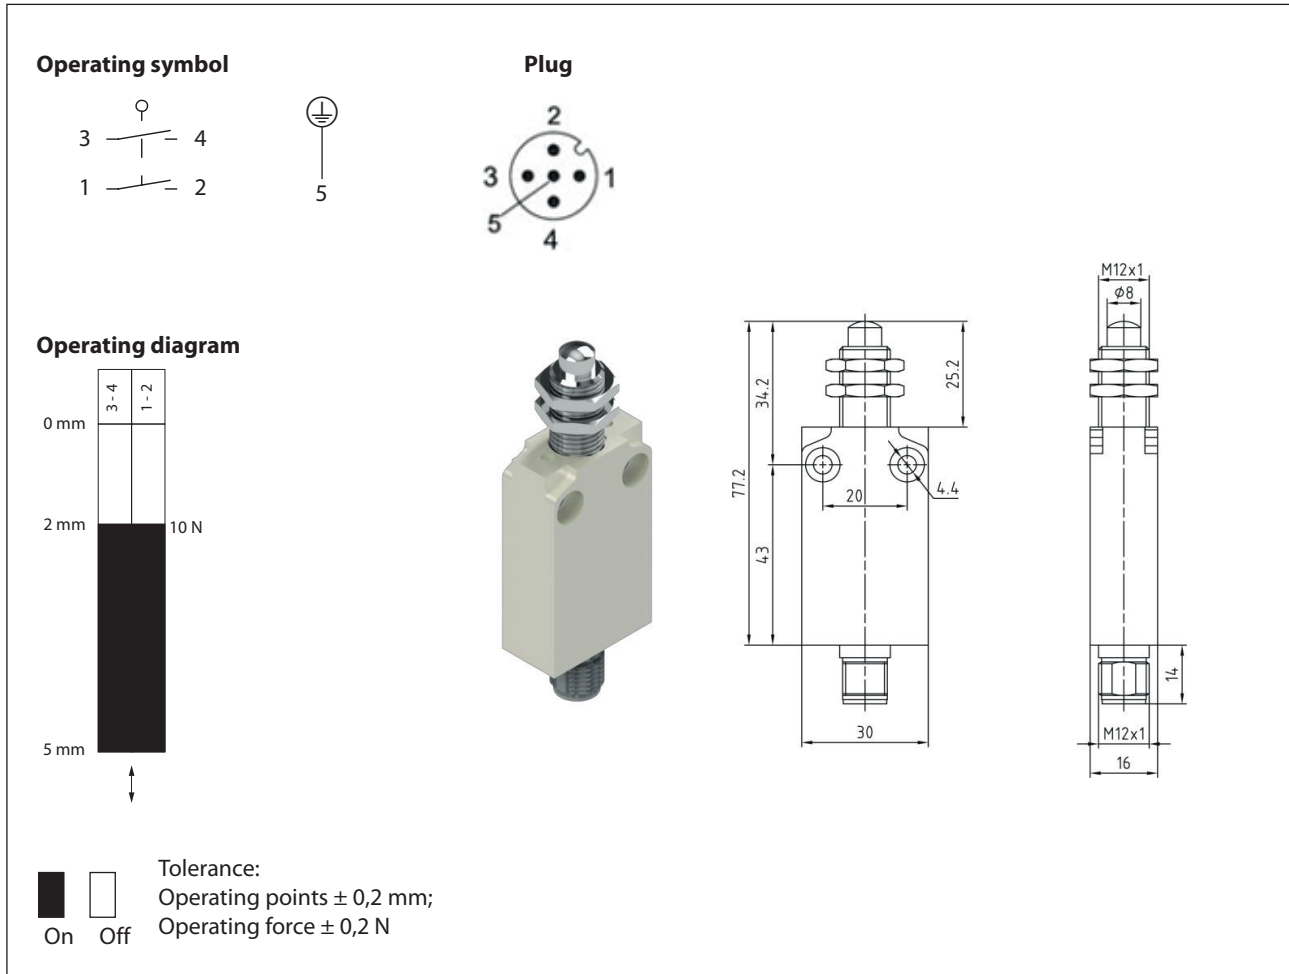 Operating symbol
Plug
3 4
1 2
5
2
3 1
5
4
Operating diagram
3 - 4
1 - 2
0 mm
2 mm 10 N
5 mm
M12x1
ϕ8
34.2
25.2
77.2
20
4.4
43
14
30
M12x1
16
Tolerance:
Operating points ± 0,2 mm;
Operating force ± 0,2 N
On Off